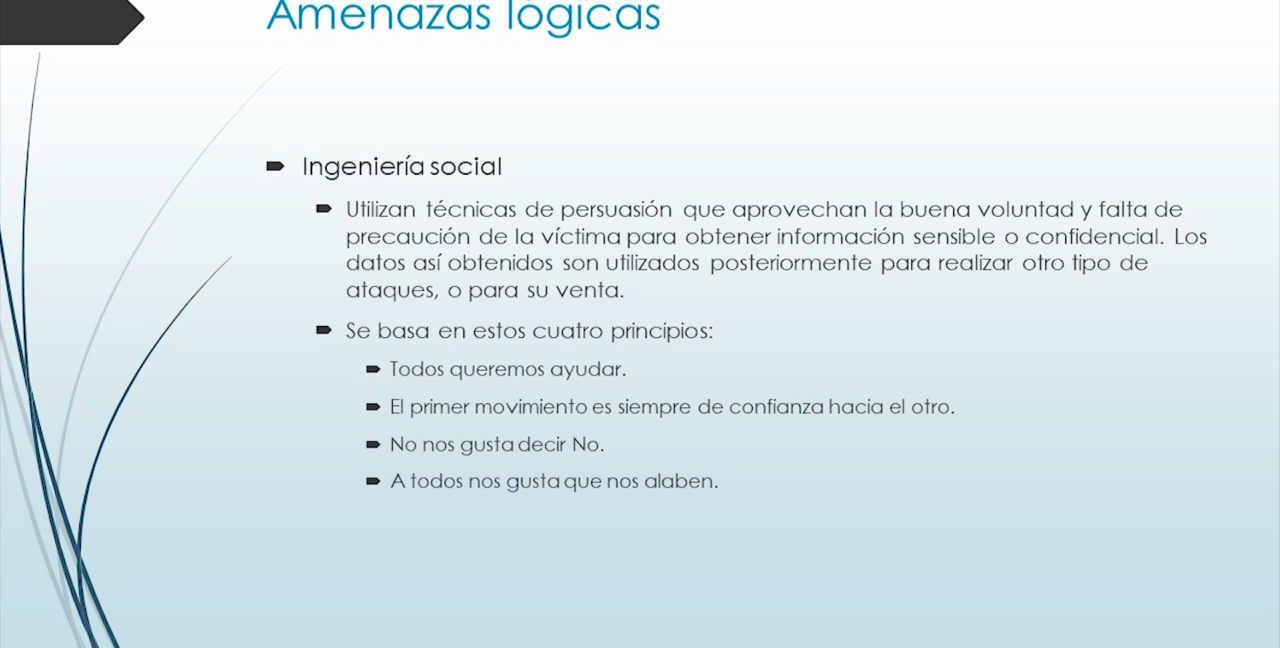 Amenazas lógicas
Ingeniería social
Utilizan técnicas de persuasión que aprovechan la buena voluntad y falta de
precaución de la víctima para obtener información sensible o confidencial. Los
datos así obtenidos son utilizados posteriormente para realizar otro tipo de
ataques, o para su venta.
Se basa en estos cuatro principios:
Todos queremos ayudar.
El primer movimiento es siempre de confianza hacia el otro.
No nos gusta decir No.
A todos nos gusta que nos alaben.